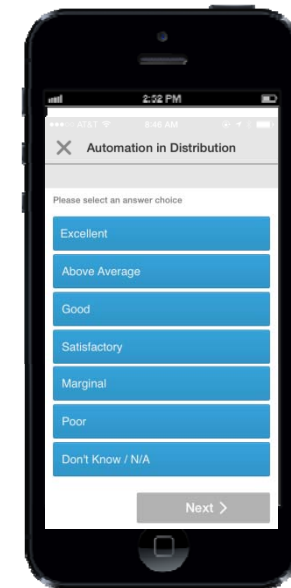 2:32 PM
AT&T 8:46 AM
Automation in Distribution
Please select an answer choice
Excellent
Above Average
Good
Satisfactory
Marginal
Poor
Don't Know / N/A
Next